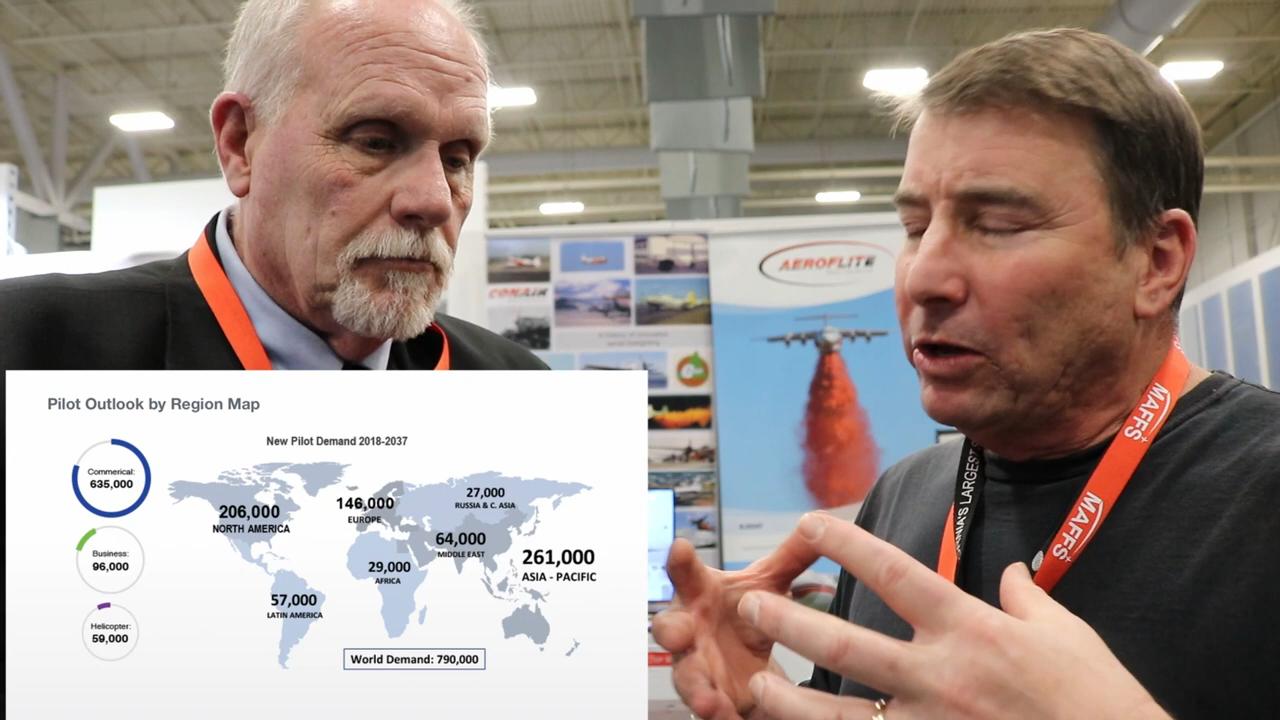 CONAIR
AEROFLITE
MAFFS
MAFFS
Pilot Outlook by Region Map
New Pilot Demand 2018-2037
Commerical:
635,000
Business:
96,000
Helicopter:
59,000
206,000
NORTH AMERICA
146,000
EUROPE
27,000
RUSSIA & C. ASIA
64,000
MIDDLE EAST
261,000
ASIA - PACIFIC
29,000
AFRICA
57,000
LATIN AMERICA
World Demand: 790,000